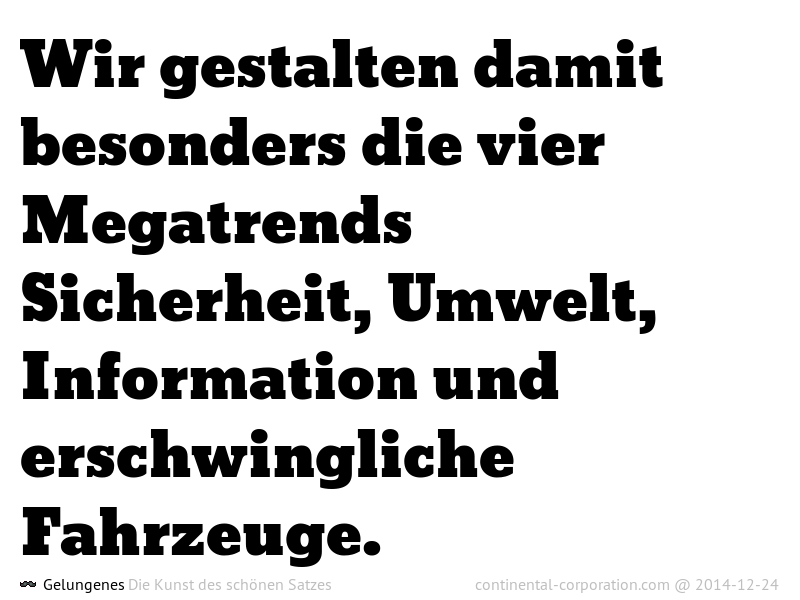 Wir gestalten damit
besonders die vier
Megatrends
Sicherheit, Umwelt,
Information und
erschwingliche
Fahrzeuge.
Gelungenes Die Kunst des schönen Satzes continental-corporation.com @ 2014-12-24